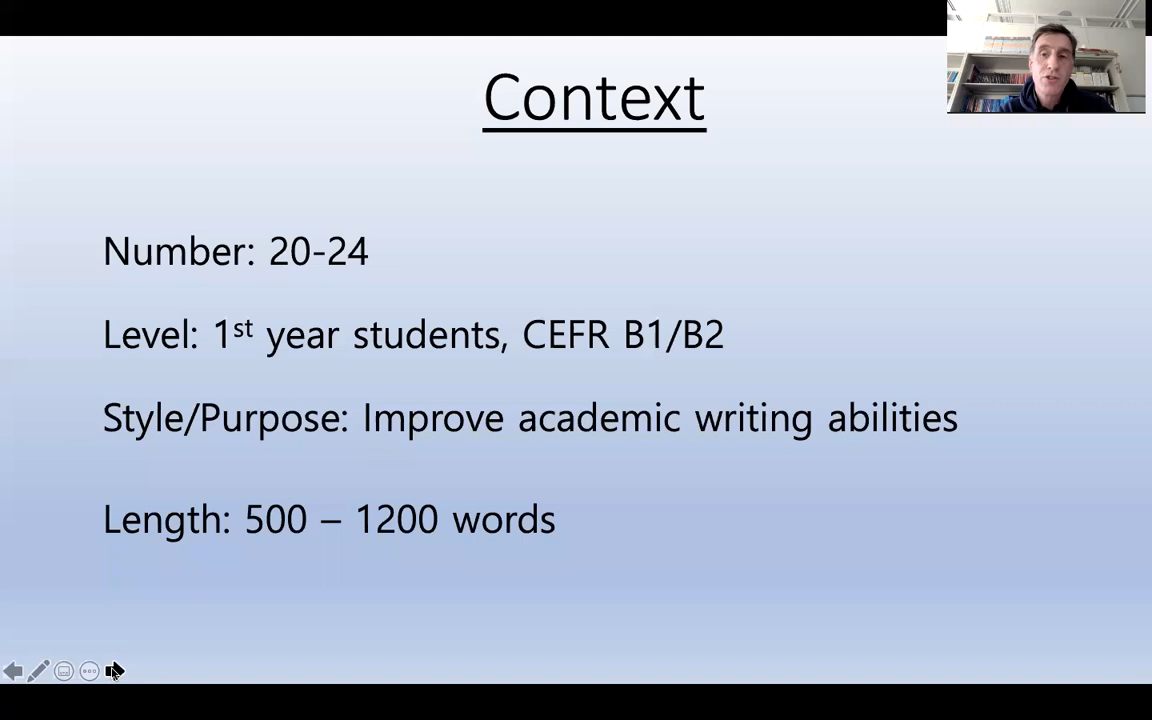 Context
Number: 20-24
Level: 1st year students, CEFR B1/B2
Style/Purpose: Improve academic writing abilities
Length: 500 – 1200 words